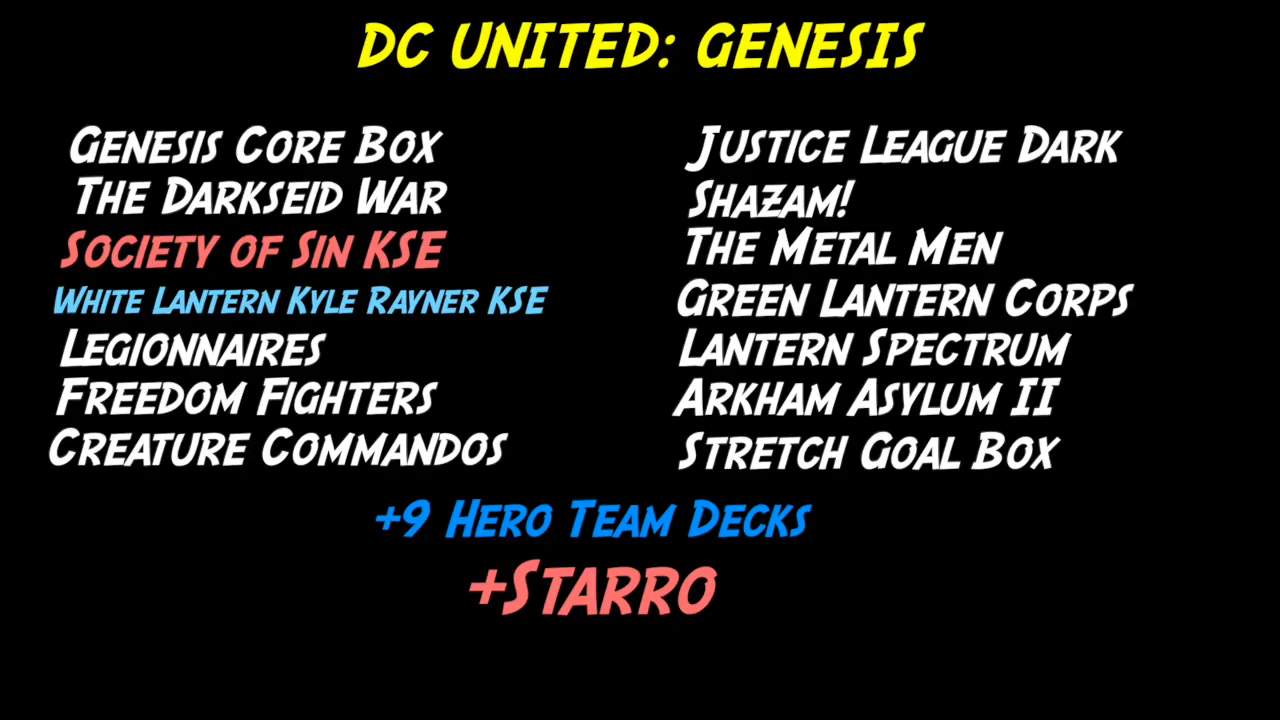 DC UNITED: GENESIS
GENESIS CORE BOX
THE DARKSEID WAR
SOCIETY OF SIN KSE
WHITE LANTERN KYLE RAYNER KSE
LEGIONNAIRES
FREEDOM FIGHTERS
CREATURE COMMANDOS
JUSTICE LEAGUE DARK
SHAZAM!
THE METAL MEN
GREEN LANTERN CORPS
LANTERN SPECTRUM
ARKHAM ASYLUM II
STRETCH GOAL BOX
+9 HERO TEAM DECKS
+STARRO